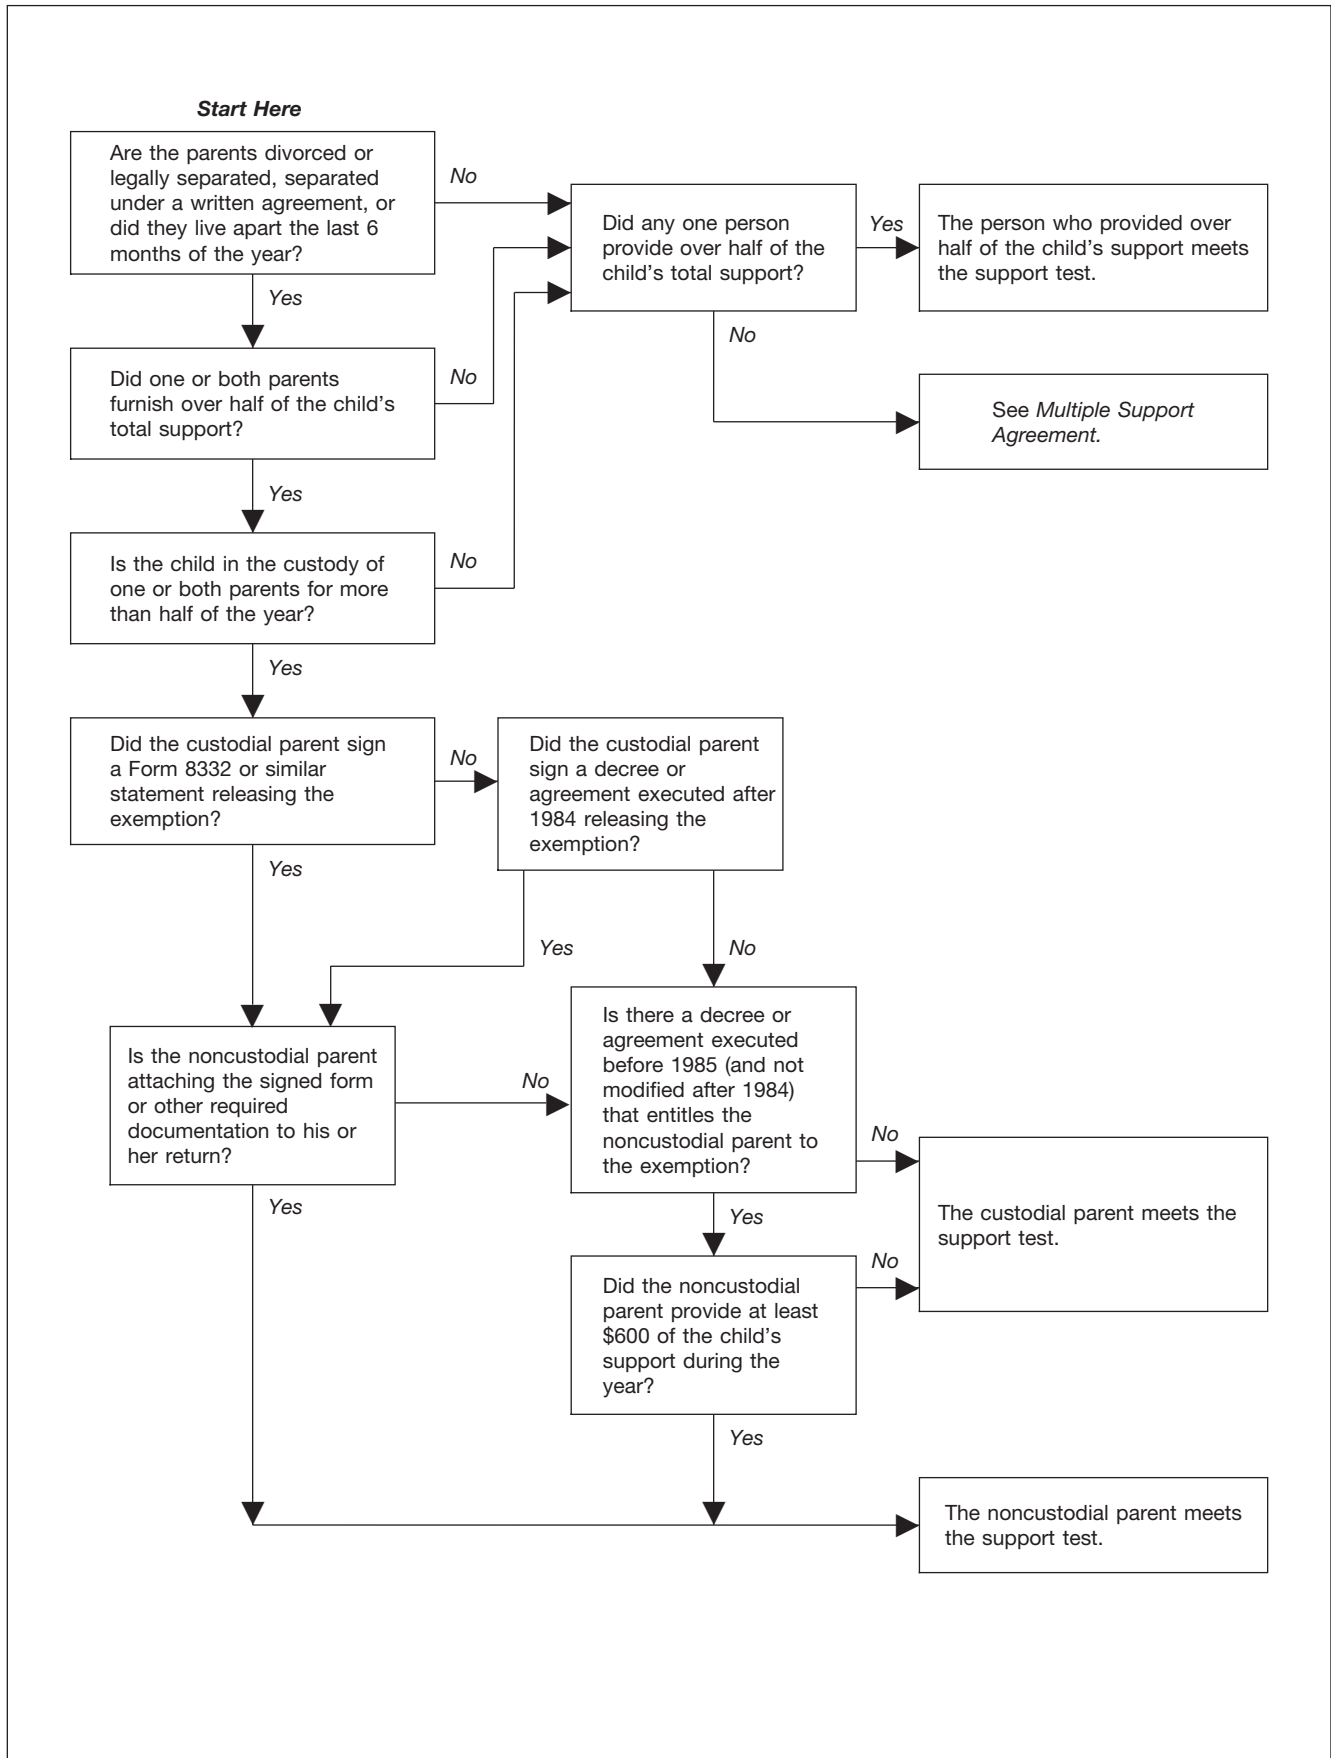 Start Here
Are the parents divorced or
legally separated, separated
under a written agreement, or
did they live apart the last 6
months of the year?
No
Did any one person
provide over half of the
child's total support?
Yes
The person who provided over
half of the child's support meets
the support test.
Yes
No
Did one or both parents
furnish over half of the child's
total support?
No
See Multiple Support
Agreement.
Yes
Is the child in the custody of
one or both parents for more
than half of the year?
No
Yes
Did the custodial parent sign
a Form 8332 or similar
statement releasing the
exemption?
No
Did the custodial parent
sign a decree or
agreement executed after
1984 releasing the
exemption?
Yes
Yes
No
Is the noncustodial parent
attaching the signed form
or other required
documentation to his or
her return?
No
Is there a decree or
agreement executed
before 1985 (and not
modified after 1984)
that entitles the
noncustodial parent to
the exemption?
No
The custodial parent meets the
support test.
Yes
Yes
No
Did the noncustodial
parent provide at least
$600 of the child's
support during the
year?
Yes
The noncustodial parent meets
the support test.